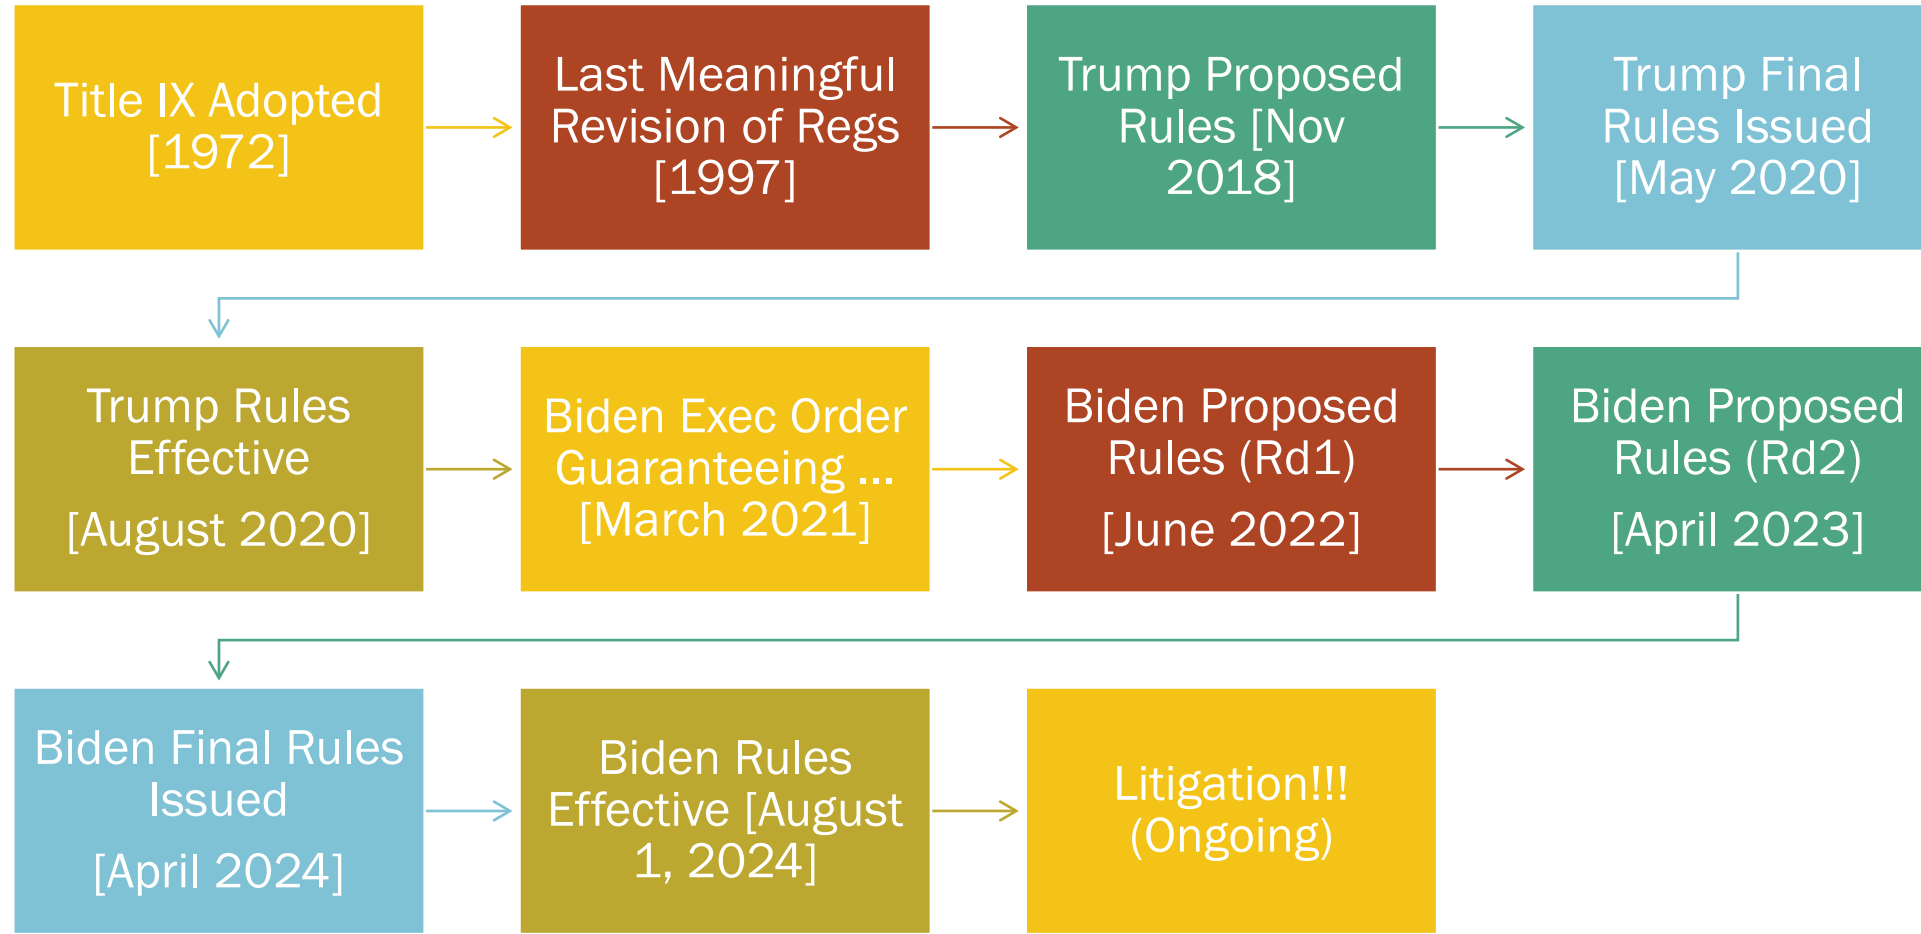 Title IX Adopted
[1972]
Last Meaningful
Revision of Regs
[1997]
Trump Proposed
Rules [Nov
2018]
Trump Final
Rules Issued
[May 2020]
Trump Rules
Effective
[August 2020]
Biden Exec Order
Guaranteeing ...
[March 2021]
Biden Proposed
Rules (Rd1)
[June 2022]
Biden Proposed
Rules (Rd2)
[April 2023]
Biden Final Rules
Issued
[April 2024]
Biden Rules
Effective [August
1, 2024]
Litigation!!!
(Ongoing)